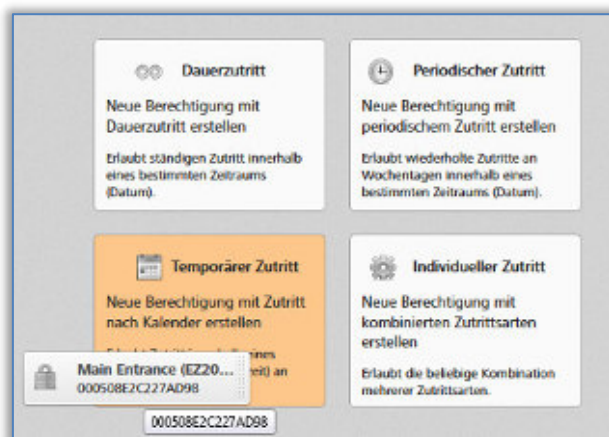 Dauerzutritt
Neue Berechtigung mit
Dauerzutritt erstellen
Erlaubt ständigen Zutritt innerhalb
eines bestimmten Zeitraums
(Datum).
Periodischer Zutritt
Neue Berechtigung mit
periodischem Zutritt erstellen
Erlaubt wiederholte Zutritte an
Wochentagen innerhalb eines
bestimmten Zeitraums (Datum).
Temporärer Zutritt
Neue Berechtigung mit Zutritt
nach Kalender erstellen
eines
an
Main Entrance (EZ20...
000508E2C227AD98
000508E2C227AD98
Individueller Zutritt
Neue Berechtigung mit
kombinierten Zutrittsarten
erstellen
Erlaubt die beliebige Kombination
mehrerer Zutrittsarten.